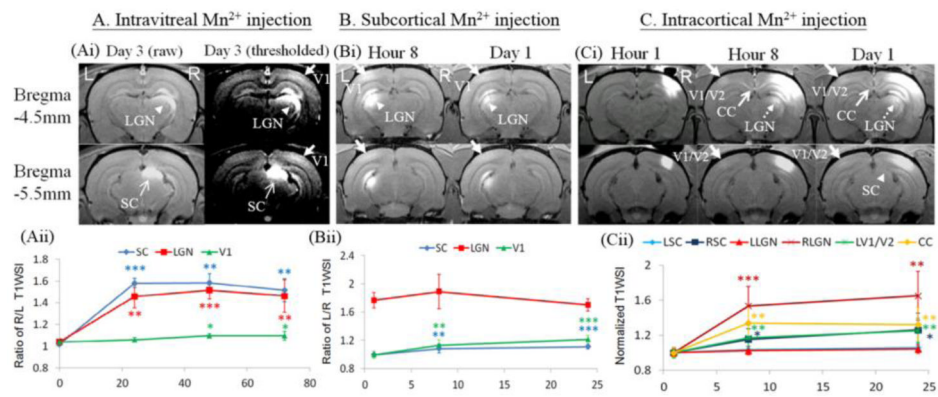 A. Intravitreal Mn²⁺ injection
B. Subcortical Mn²⁺ injection
C. Intracortical Mn²⁺ injection
(Ai) Day 3 (raw) Day 3 (thresholded)
(Bi) Hour 8 Day 1
(Ci) Hour 1 Hour 8 Day 1
Bregma
-4.5mm
L R V1
LGN LGN
L R V1 V1
LGN LGN
L R V1/V2 V1/V2
CC CC
LGN LGN
Bregma
-5.5mm
V1
SC SC
V1/V2 V1/V2
SC
(Aii)
SC LGN V1
Ratio of R/L T1WSI
1.6
1.4
1.2
1
0.8
*** ** **
** *** **
* *
0 20 40 60 80
(Bii)
SC LGN V1
Ratio of L/R T1WSI
2.4
2
1.6
1.2
0.8
** ***
** ***
0 5 10 15 20 25
(Cii)
LSC RSC LLGN RLGN LV1/V2 CC
Normalized T1WSI
2.0
1.6
1.2
0.8
*** **
** **
** **
* *
0 5 10 15 20 25